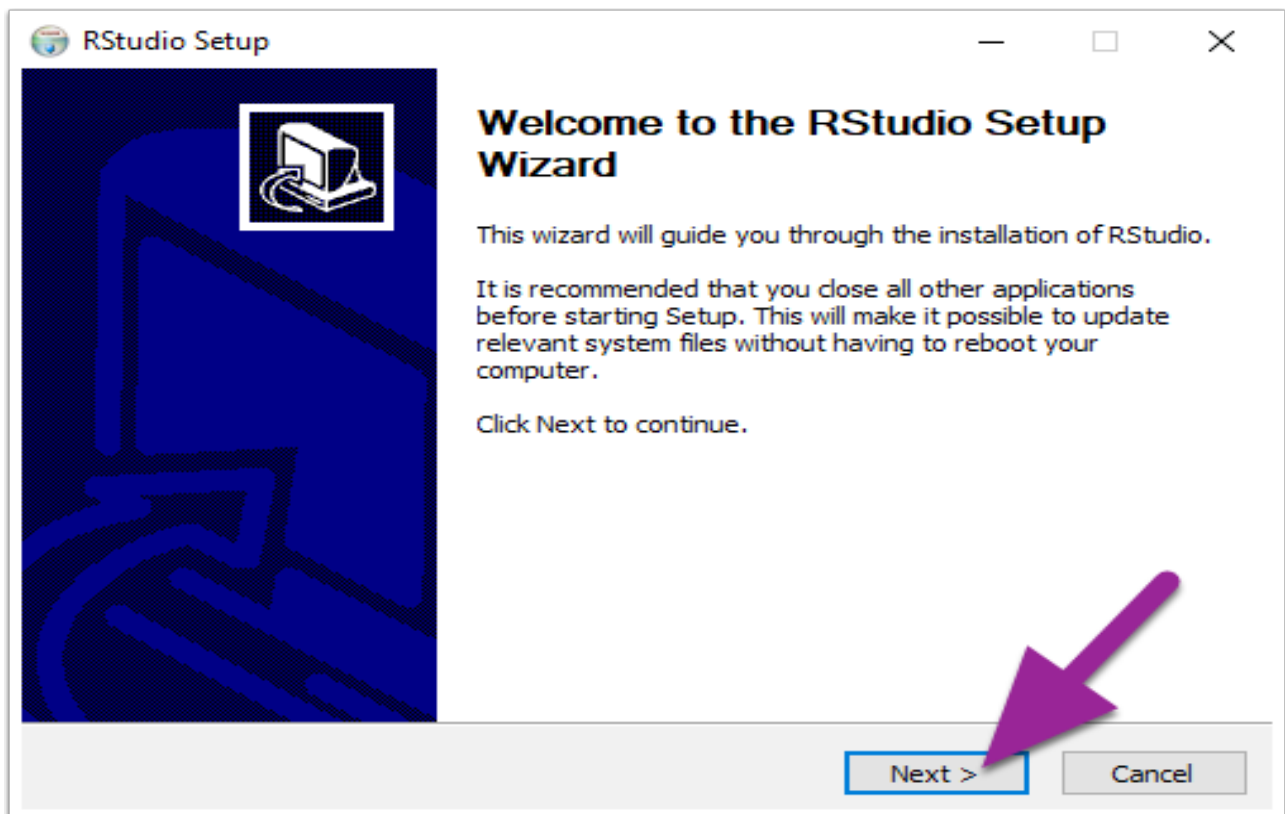 RStudio Setup
Welcome to the RStudio Setup
Wizard
This wizard will guide you through the installation of RStudio.
It is recommended that you close all other applications
before starting Setup. This will make it possible to update
relevant system files without having to reboot your
computer.
Click Next to continue.
Next >
Cancel